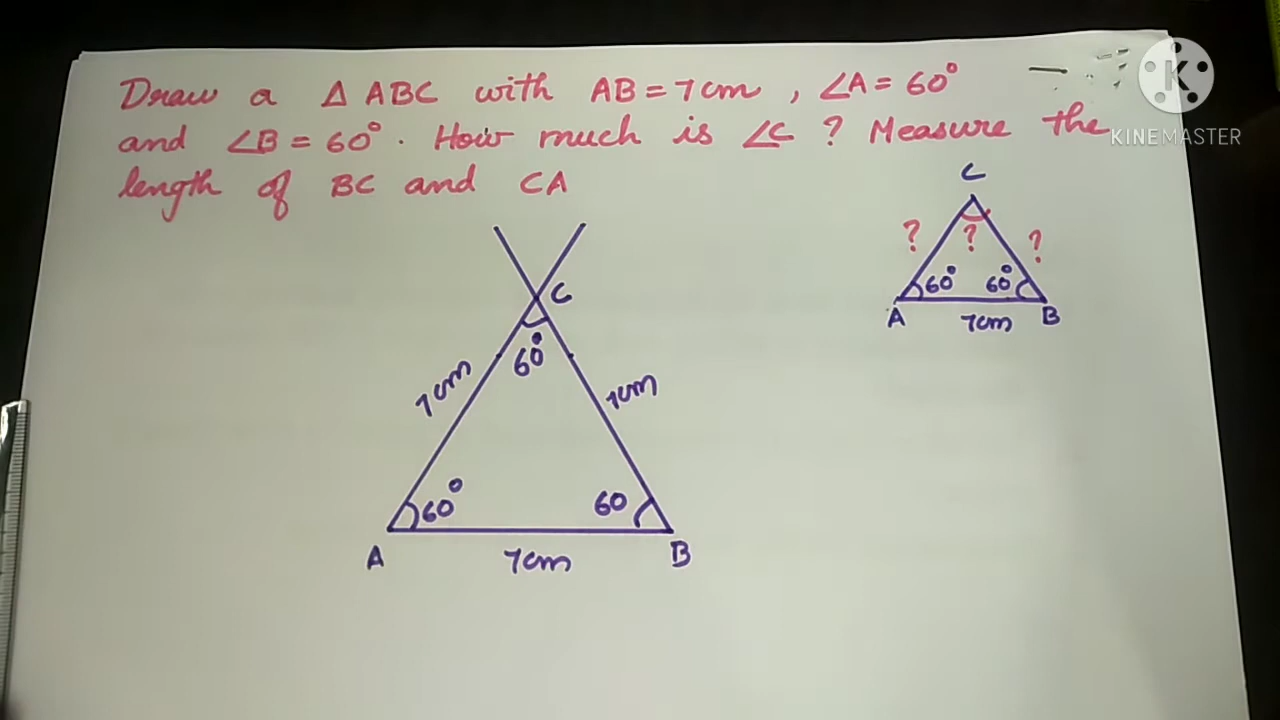 Draw a Δ ABC with AB = 7cm, ∠A = 60°
and ∠B = 60°. How much is ∠C ? Measure the
length of BC and CA
K
KINEMASTER
C
? ? ?
60° 60°
A 7cm B
C
60°
7cm 7cm
60° 60
A 7cm B